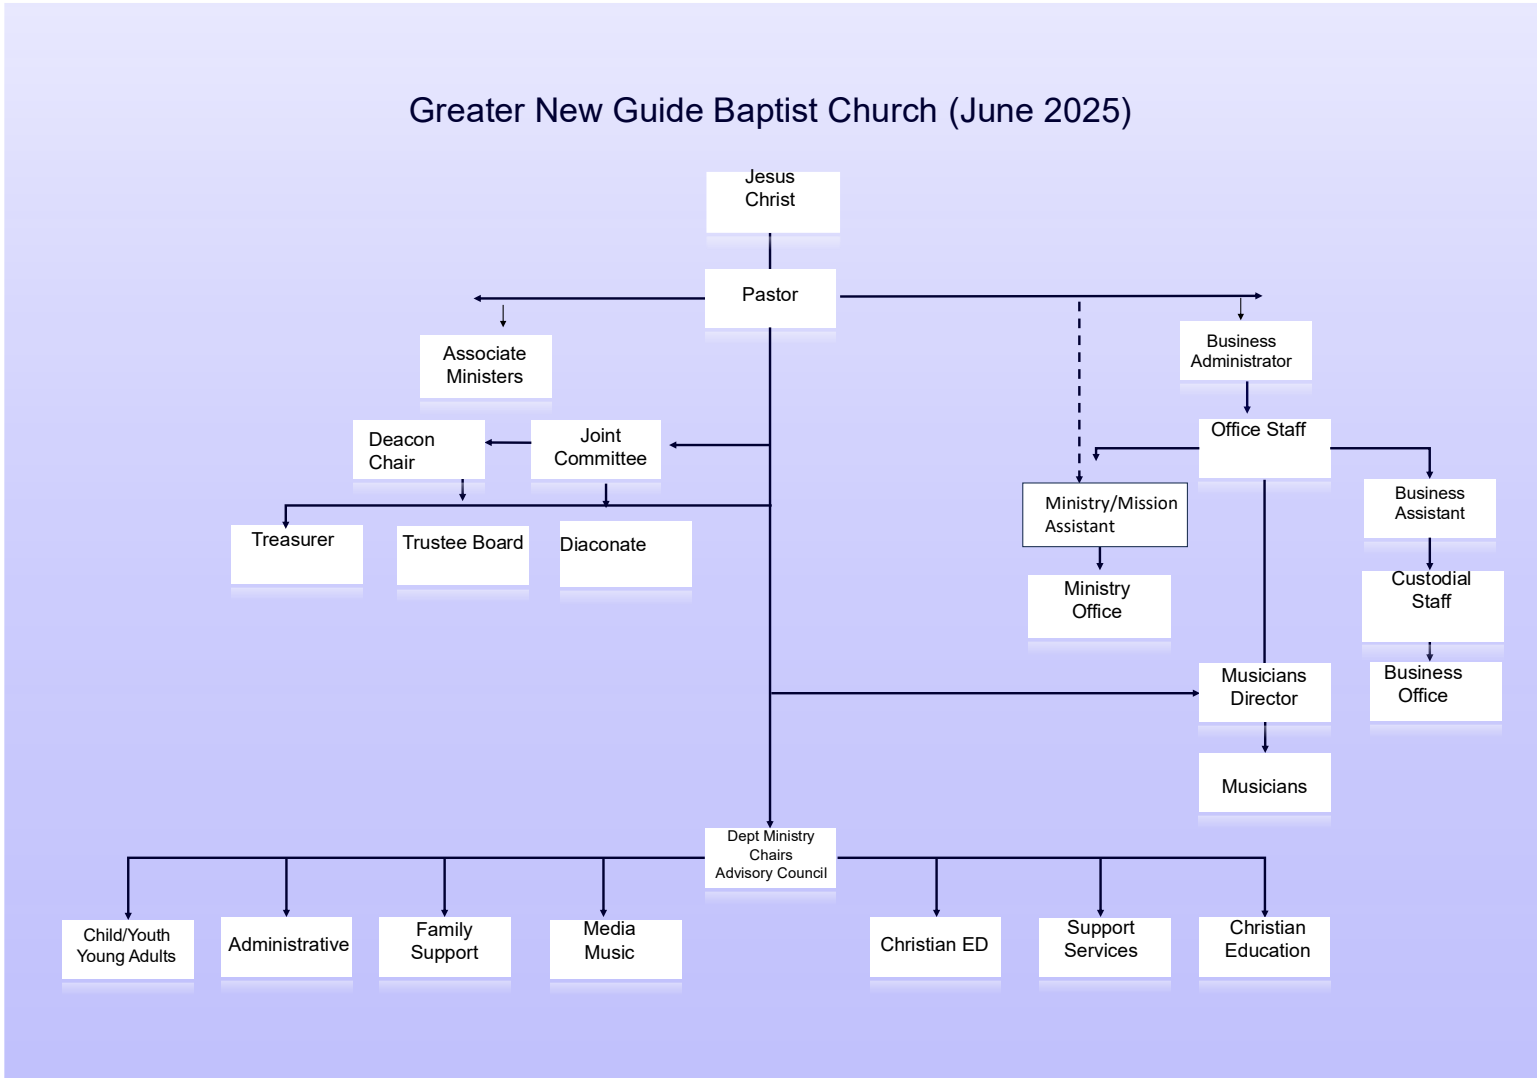 Greater New Guide Baptist Church (June 2025)
Jesus
Christ
Pastor
Associate
Ministers
Business
Administrator
Deacon
Chair
Joint
Committee
Office Staff
Treasurer
Trustee Board
Diaconate
Ministry/Mission
Assistant
Business
Assistant
Ministry
Office
Custodial
Staff
Musicians
Director
Business
Office
Musicians
Dept Ministry
Chairs
Advisory Council
Child/Youth
Young Adults
Administrative
Family
Support
Media
Music
Christian ED
Support
Services
Christian
Education